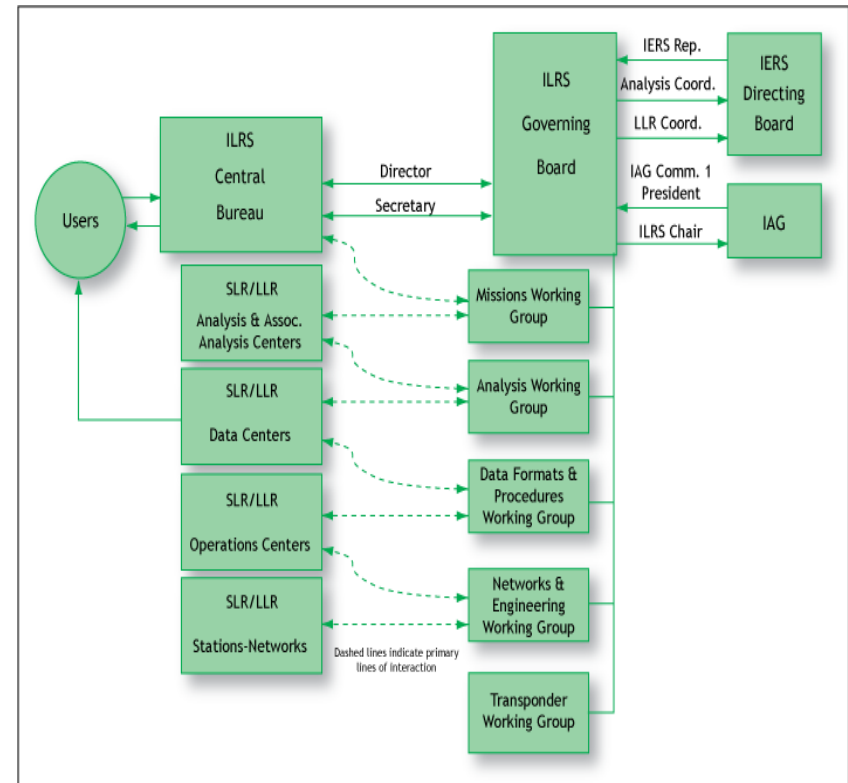 IERS Rep.
Analysis Coord.
LLR Coord.
IERS
Directing
Board
ILRS
Governing
Board
ILRS
Central
Bureau
Director
Secretary
IAG Comm. 1
President
ILRS Chair
IAG
Users
SLR/LLR
Analysis & Assoc.
Analysis Centers
Missions Working
Group
SLR/LLR
Data Centers
Analysis Working
Group
SLR/LLR
Operations Centers
Data Formats &
Procedures
Working Group
SLR/LLR
Stations-Networks
Networks &
Engineering
Working Group
Dashed lines indicate primary
lines of interaction
Transponder
Working Group